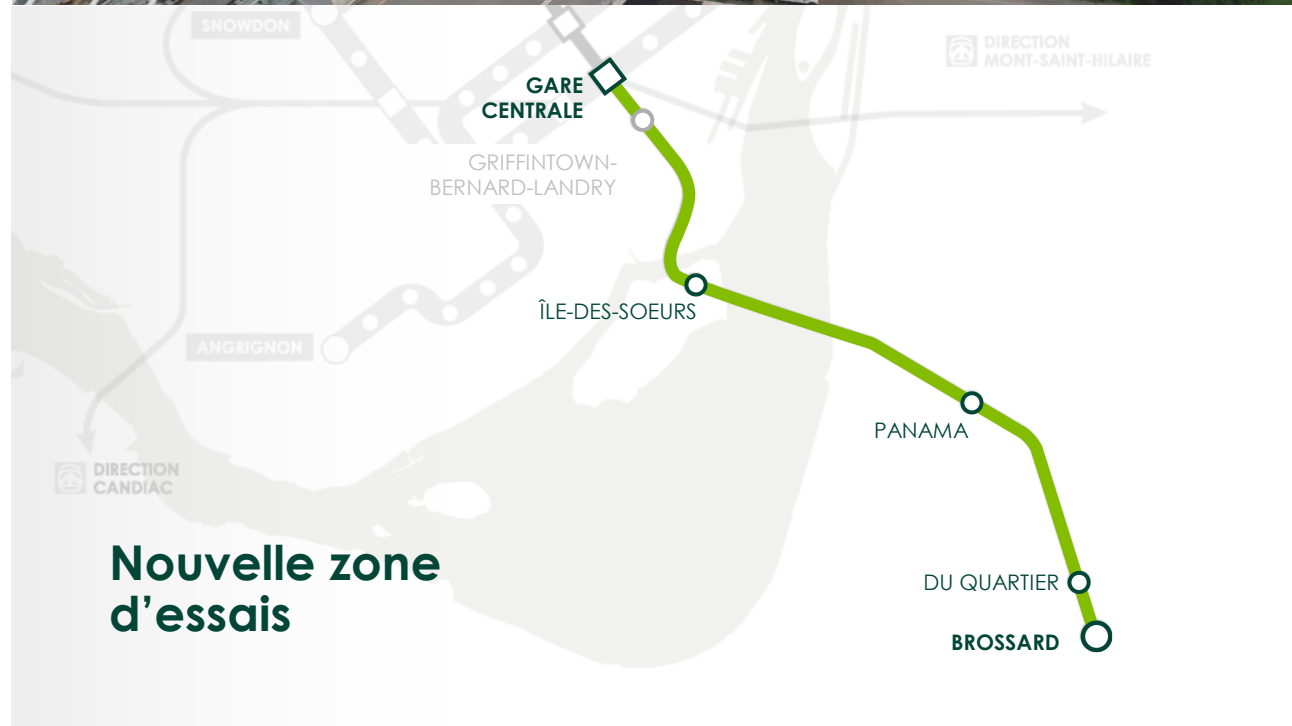 SNOWDON
DIRECTION
MONT-SAINT-HILAIRE
GARE
CENTRALE
GRIFFINTOWN-
BERNARD-LANDRY
ÎLE-DES-SOEURS
ANGRIGNON
PANAMA
DIRECTION
CANDIAC
Nouvelle zone
d’essais
DU QUARTIER
BROSSARD